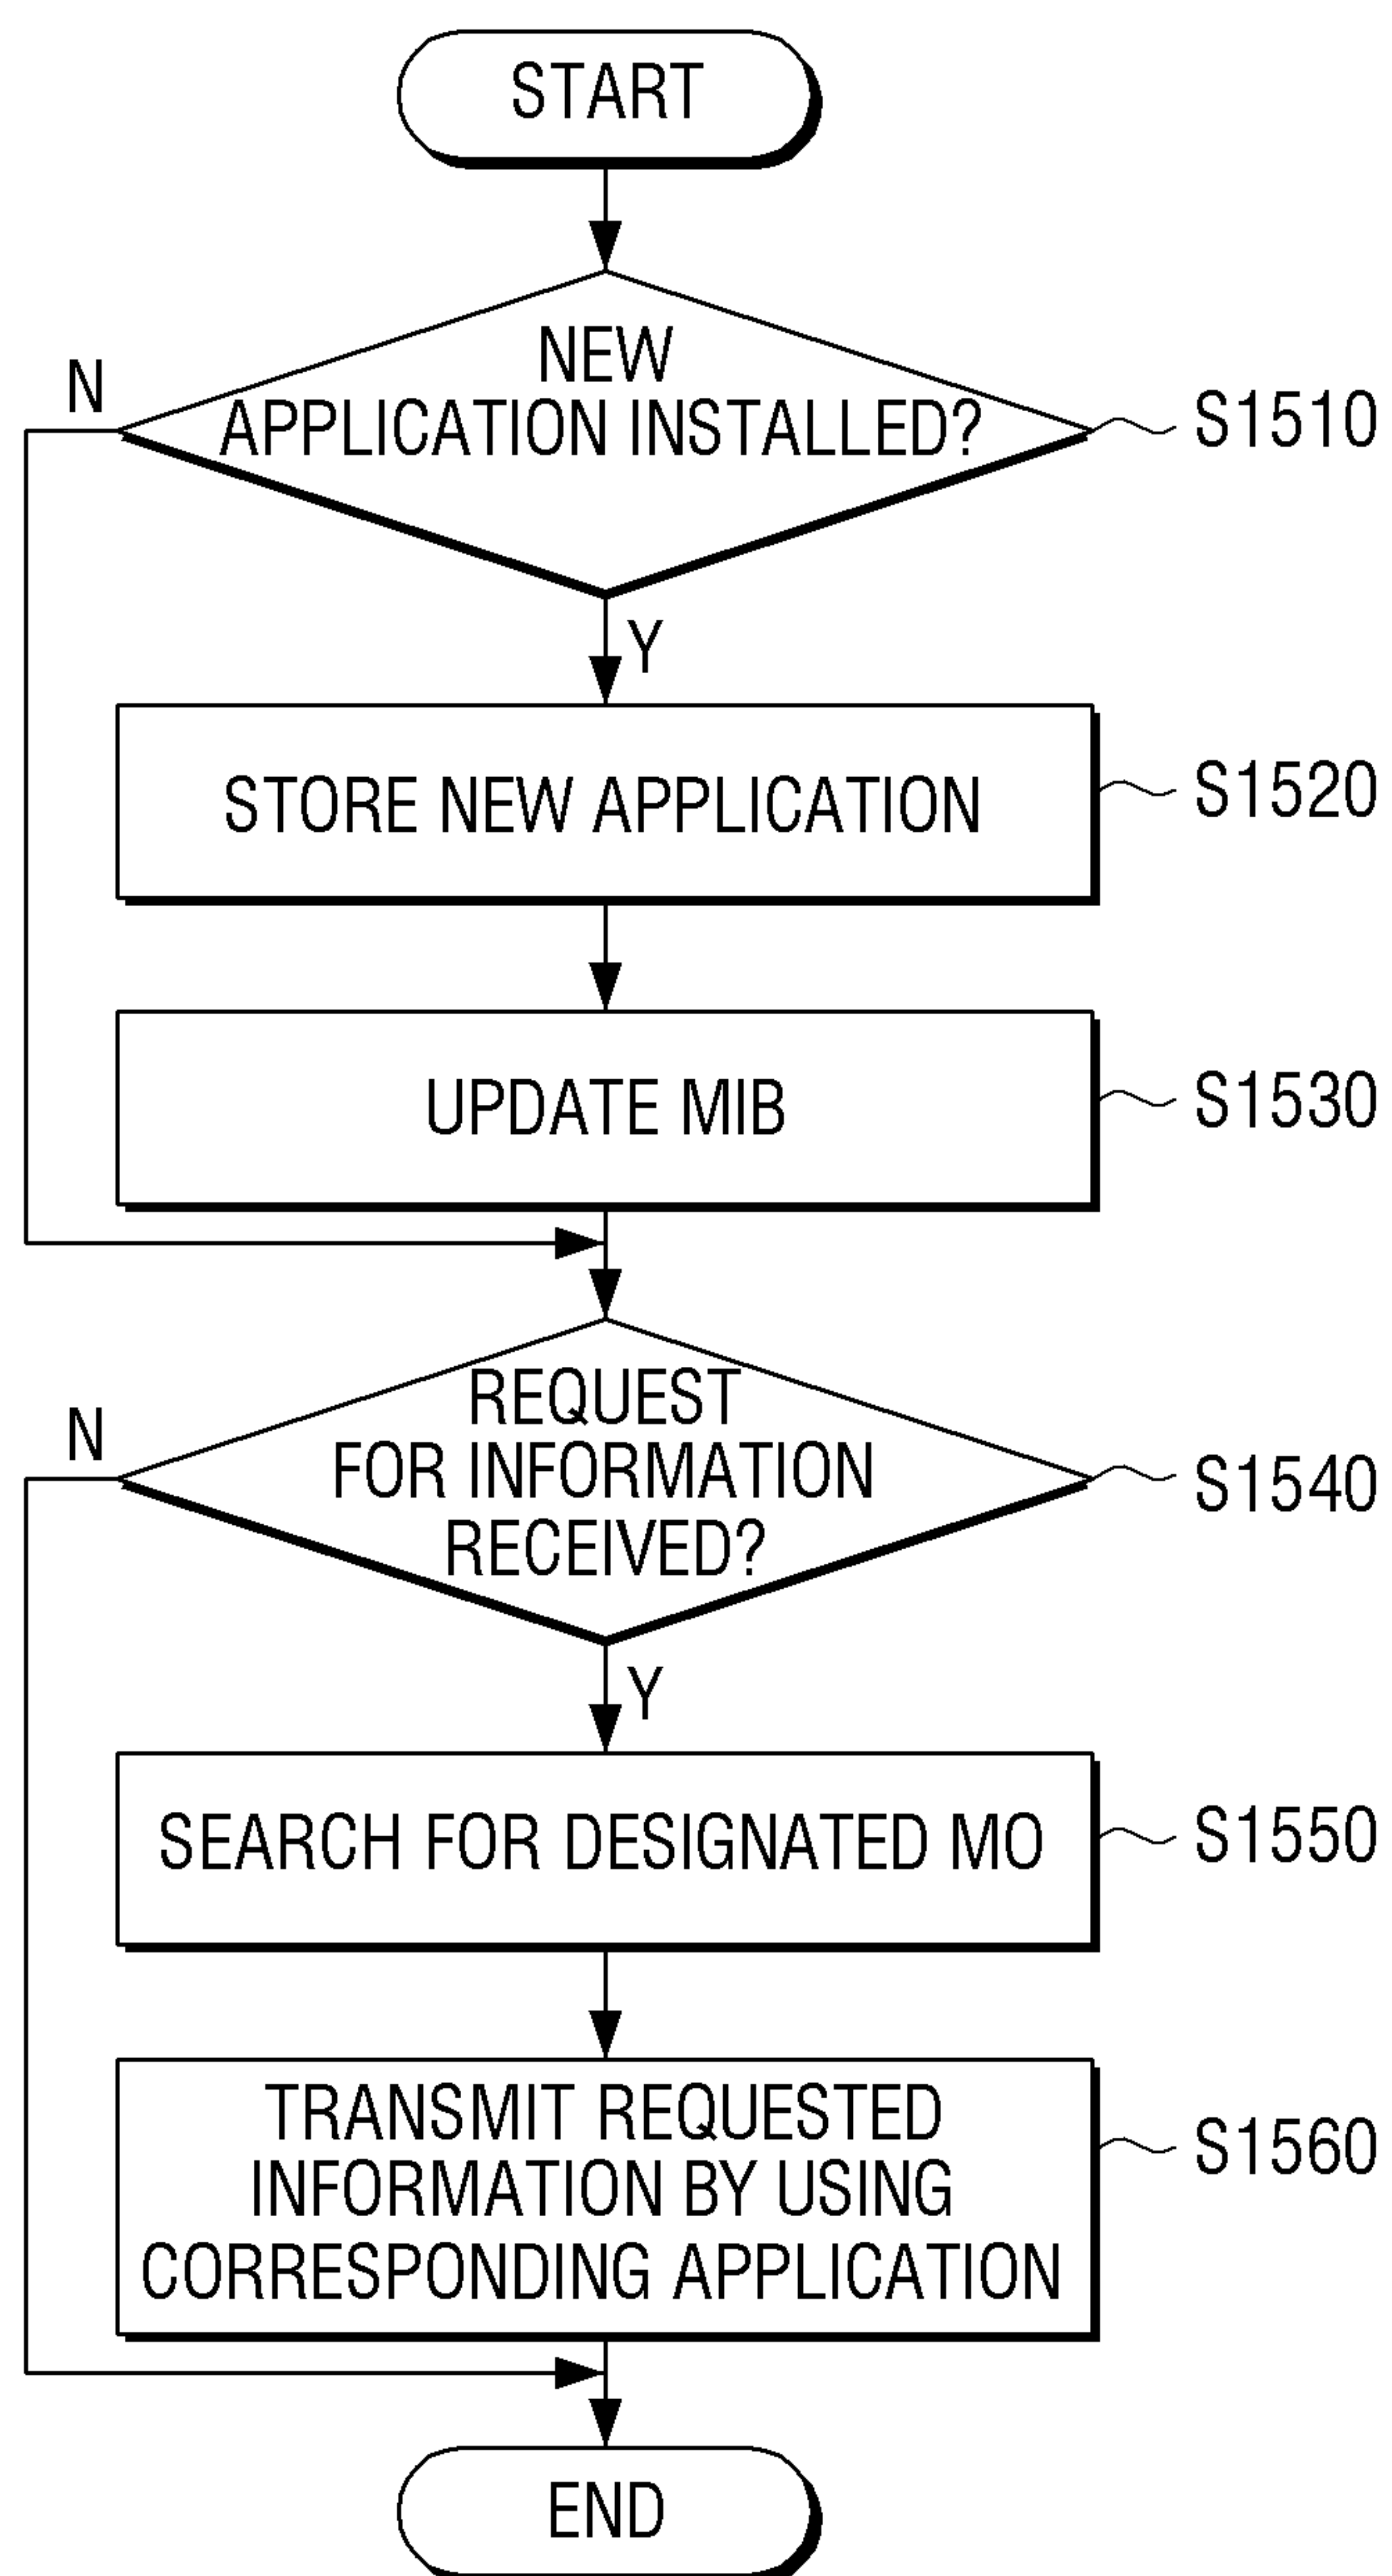 START
N
NEW
APPLICATION INSTALLED?
S1510
Y
STORE NEW APPLICATION
S1520
UPDATE MIB
S1530
N
REQUEST
FOR INFORMATION
RECEIVED?
S1540
Y
SEARCH FOR DESIGNATED MO
S1550
TRANSMIT REQUESTED
INFORMATION BY USING
CORRESPONDING APPLICATION
S1560
END